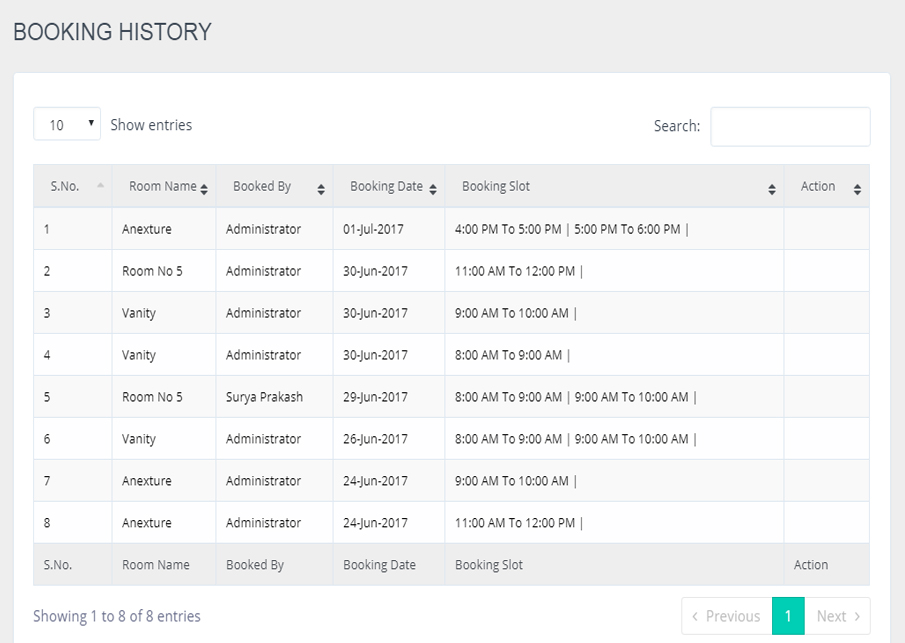 BOOKING HISTORY
10 Show entries Search:
S.No. Room Name Booked By Booking Date Booking Slot Action
1 Anexture Administrator 01-Jul-2017 4:00 PM To 5:00 PM | 5:00 PM To 6:00 PM |
2 Room No 5 Administrator 30-Jun-2017 11:00 AM To 12:00 PM |
3 Vanity Administrator 30-Jun-2017 9:00 AM To 10:00 AM |
4 Vanity Administrator 30-Jun-2017 8:00 AM To 9:00 AM |
5 Room No 5 Surya Prakash 29-Jun-2017 8:00 AM To 9:00 AM | 9:00 AM To 10:00 AM |
6 Vanity Administrator 26-Jun-2017 8:00 AM To 9:00 AM | 9:00 AM To 10:00 AM |
7 Anexture Administrator 24-Jun-2017 9:00 AM To 10:00 AM |
8 Anexture Administrator 24-Jun-2017 11:00 AM To 12:00 PM |
S.No. Room Name Booked By Booking Date Booking Slot Action
Showing 1 to 8 of 8 entries ‹ Previous 1 Next ›